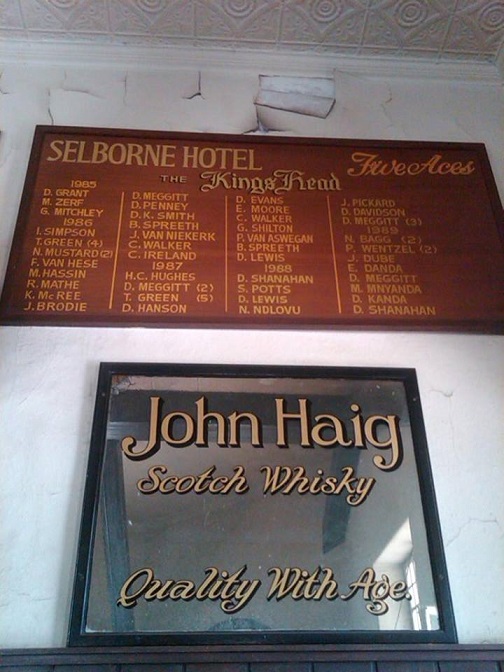 SELBORNE HOTEL
THE Kings Head
Five Aces
1985
D. GRANT
M. ZERF
G. MITCHLEY
1986
I. SIMPSON
T. GREEN (4)
N. MUSTARD (2)
F. VAN HESE
M. HASSIN
R. MATHE
K. McREE
J. BRODIE
D. MEGGITT
D. PENNEY
D.K. SMITH
B. SPREETH
J. VAN NIEKERK
C. WALKER
C. IRELAND
1987
H.C. HUGHES
D. MEGGITT (2)
T. GREEN (5)
D. HANSON
D. EVANS
E. MOORE
C. WALKER
G. SHILTON
P. VAN ASWEGAN
B. SPREETH
D. LEWIS
1988
D. SHANAHAN
S. POTTS
D. LEWIS
N. NDLOVU
J. PICKARD
D. DAVIDSON
D. MEGGITT (3)
1989
N. BAGG (2)
P. WENTZEL (2)
J. DUBE
E. DANDA
D. MEGGITT
M. MNYANDA
D. KANDA
D. SHANAHAN
John Haig
Scotch Whisky
Quality With Age.